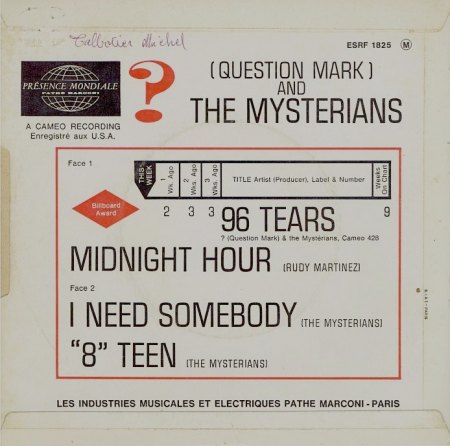 Talbotier Michel
ESRF 1825 M
PRÉSENCE MONDIALE
PATHE MARCONI
?
(QUESTION MARK)
AND
THE MYSTERIANS
A CAMEO RECORDING
Enregistré aux U.S.A.
Face 1
THIS WEEK
1 Wk. Ago
2 Wks. Ago
3 Wks. Ago
TITLE Artist (Producer), Label & Number
Weeks On Chart
Billboard
Award
2 3 3 96 TEARS 9
? (Question Mark) & the Mysterians, Cameo 428
MIDNIGHT HOUR (RUDY MARTINEZ)
Face 2
I NEED SOMEBODY (THE MYSTERIANS)
"8" TEEN (THE MYSTERIANS)
LES INDUSTRIES MUSICALES ET ELECTRIQUES PATHE MARCONI - PARIS